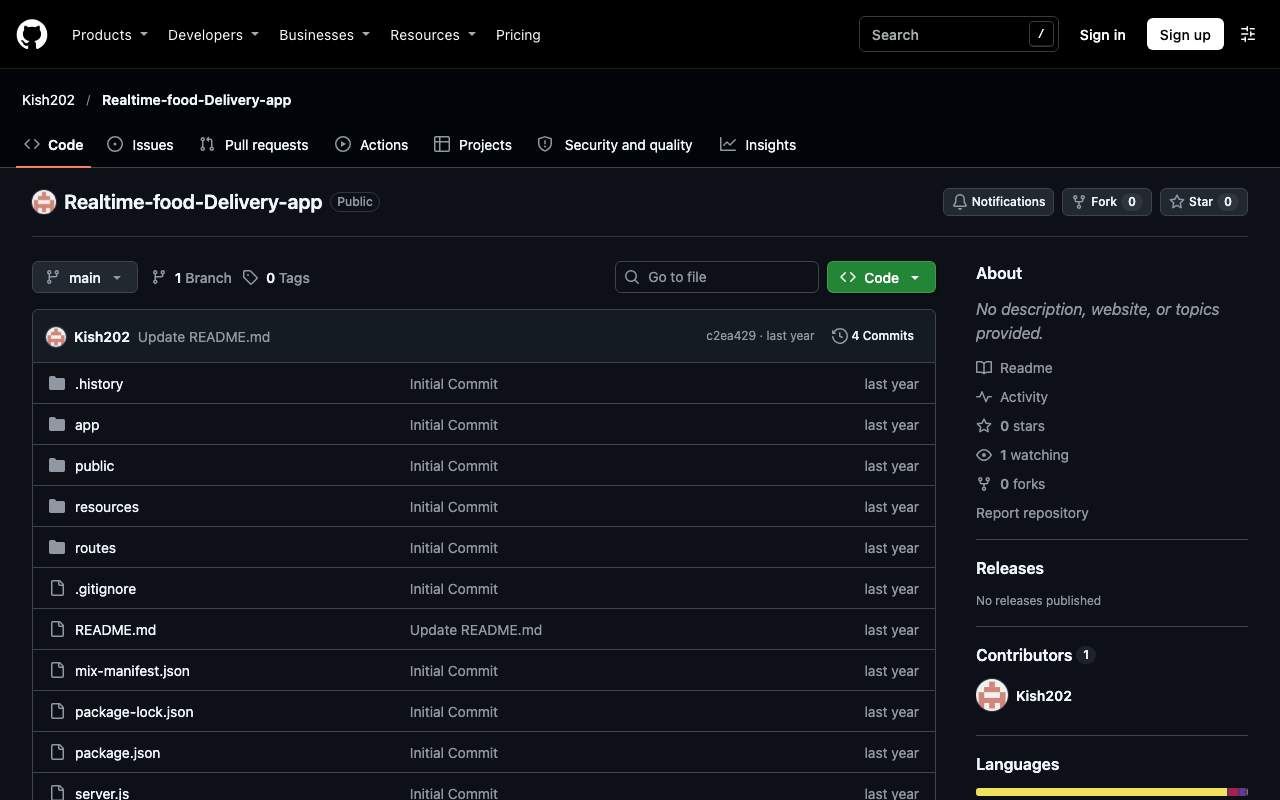 Products Developers Businesses Resources Pricing Search / Sign in Sign up
Kish202 / Realtime-food-Delivery-app
Code Issues Pull requests Actions Projects Security and quality Insights
Realtime-food-Delivery-app Public Notifications Fork 0 Star 0
main 1 Branch 0 Tags Go to file Code
Kish202 Update README.md c2ea429 · last year 4 Commits
.history Initial Commit last year
app Initial Commit last year
public Initial Commit last year
resources Initial Commit last year
routes Initial Commit last year
.gitignore Initial Commit last year
README.md Update README.md last year
mix-manifest.json Initial Commit last year
package-lock.json Initial Commit last year
package.json Initial Commit last year
server.js Initial Commit last year
About
No description, website, or topics
provided.
Readme
Activity
0 stars
1 watching
0 forks
Report repository
Releases
No releases published
Contributors 1
Kish202
Languages